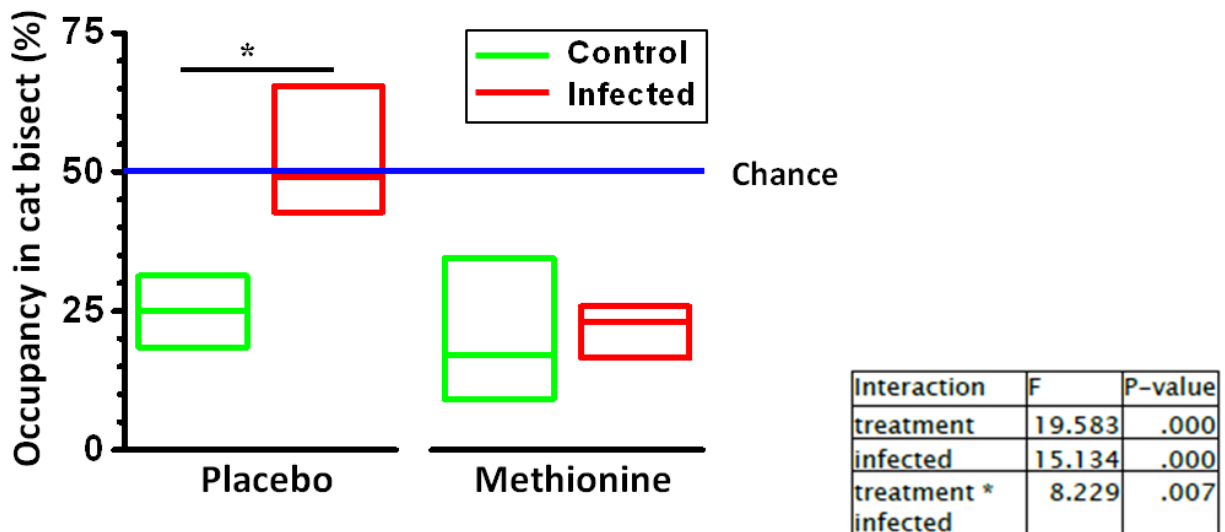 Occupancy in cat bisect (%)
75
50
25
0
*
Control
Infected
Chance
Placebo
Methionine
Interaction F P-value
treatment 19.583 .000
infected 15.134 .000
treatment * 8.229 .007
infected